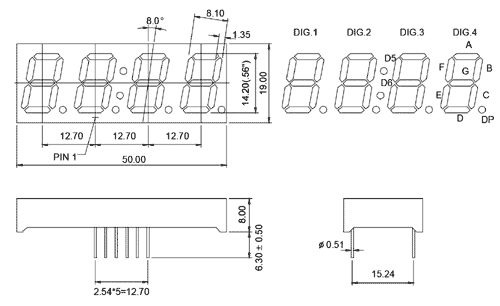 8.0°
8.10
1.35
14.20(.56")
19.00
12.70
12.70
12.70
PIN 1
50.00
DIG.1
DIG.2
DIG.3
DIG.4
A
D5
F
B
G
D6
E
C
D
DP
8.00
6.30 ± 0.50
2.54*5=12.70
ø 0.51
15.24